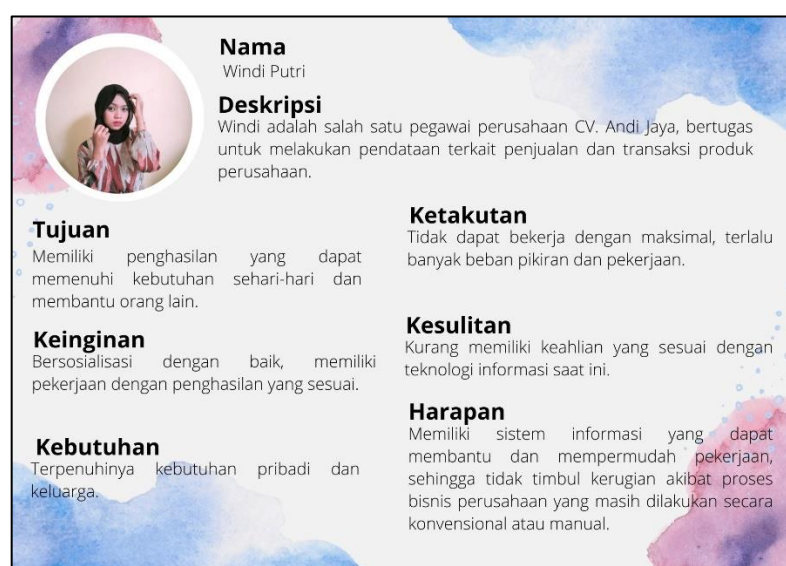 Nama
Windi Putri
Deskripsi
Windi adalah salah satu pegawai perusahaan CV. Andi Jaya, bertugas
untuk melakukan pendataan terkait penjualan dan transaksi produk
perusahaan.
Tujuan
Memiliki penghasilan yang dapat
memenuhi kebutuhan sehari-hari dan
membantu orang lain.
Keinginan
Bersosialisasi dengan baik, memiliki
pekerjaan dengan penghasilan yang sesuai.
Kebutuhan
Terpenuhinya kebutuhan pribadi dan
keluarga.
Ketakutan
Tidak dapat bekerja dengan maksimal, terlalu
banyak beban pikiran dan pekerjaan.
Kesulitan
Kurang memiliki keahlian yang sesuai dengan
teknologi informasi saat ini.
Harapan
Memiliki sistem informasi yang dapat
membantu dan mempermudah pekerjaan,
sehingga tidak timbul kerugian akibat proses
bisnis perusahaan yang masih dilakukan secara
konvensional atau manual.